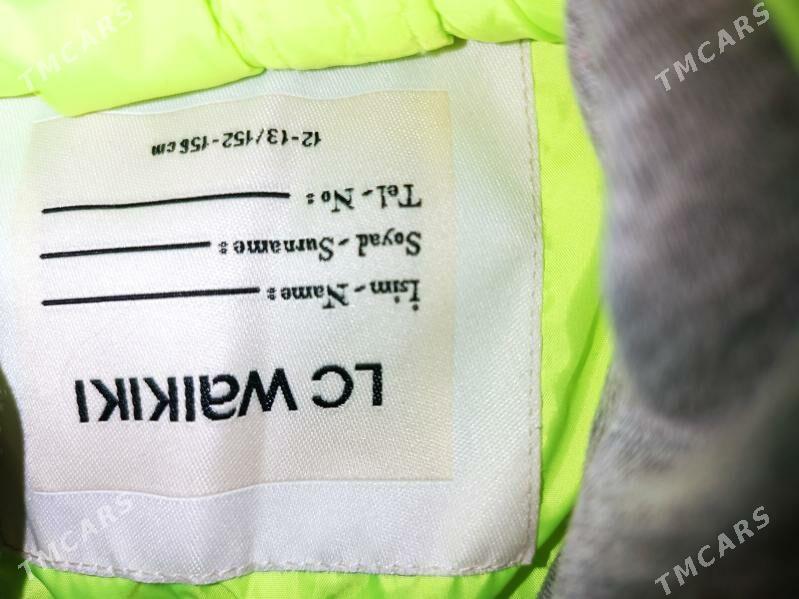 LC WAIKIKI
İsim - Name :
Soyad - Surname :
Tel - No :
12-13/152-158 cm
TMCARS
TMCARS
TMCARS
TMCARS